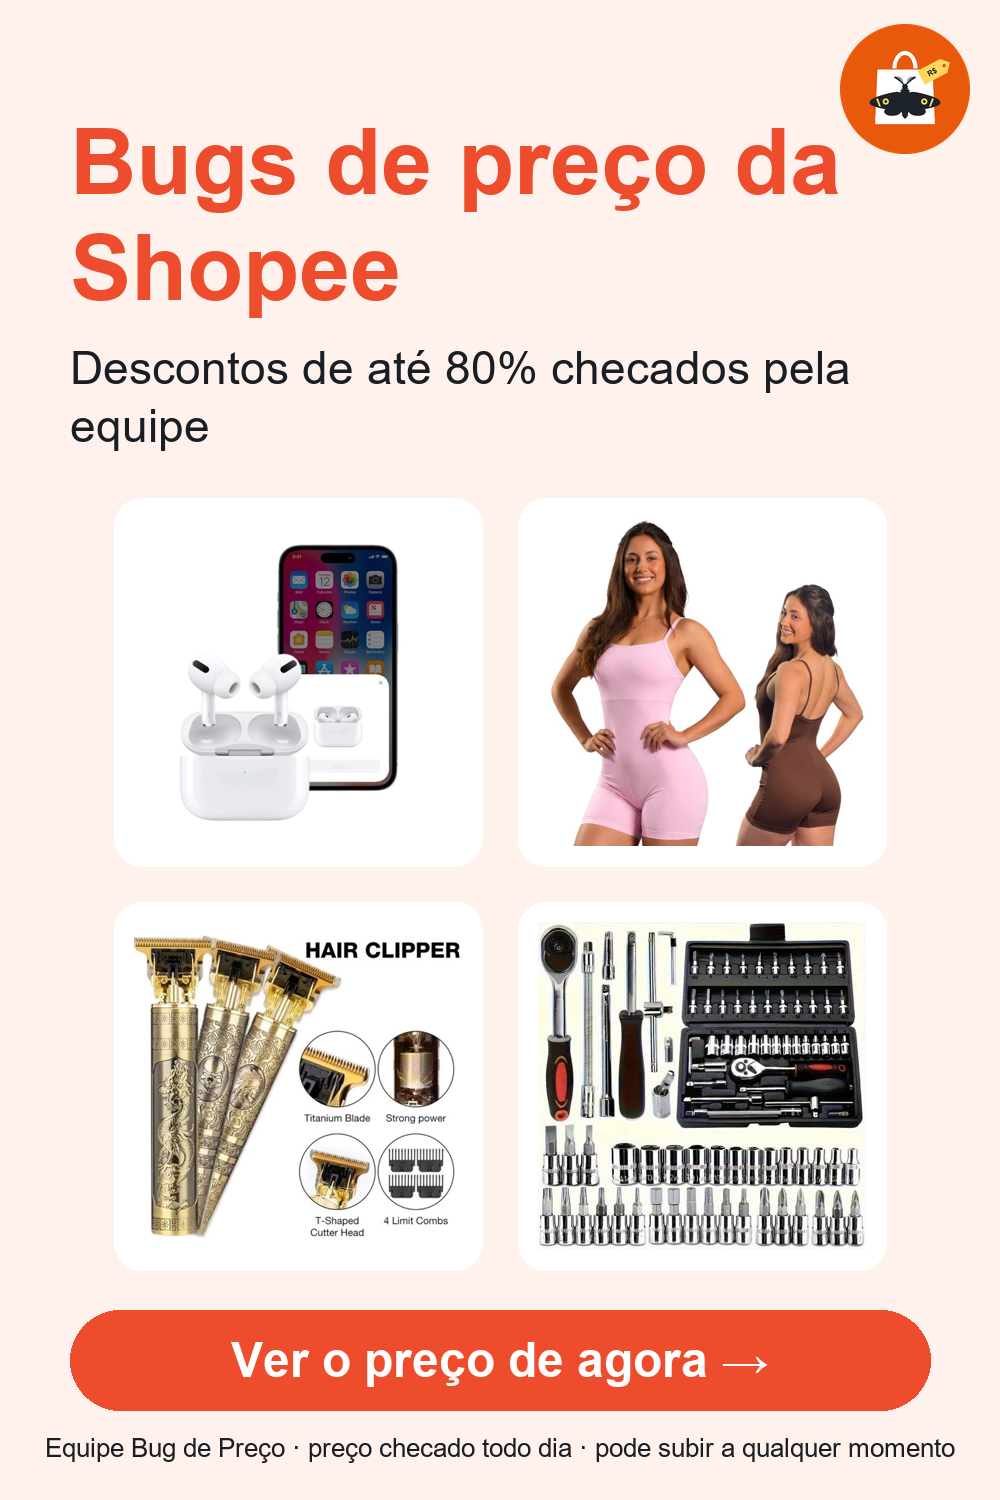 R$
Bugs de preço da
Shopee
Descontos de até 80% checados pela
equipe
HAIR CLIPPER
Titanium Blade
Strong power
T-Shaped
Cutter Head
4 Limit Combs
Ver o preço de agora →
Equipe Bug de Preço · preço checado todo dia · pode subir a qualquer momento